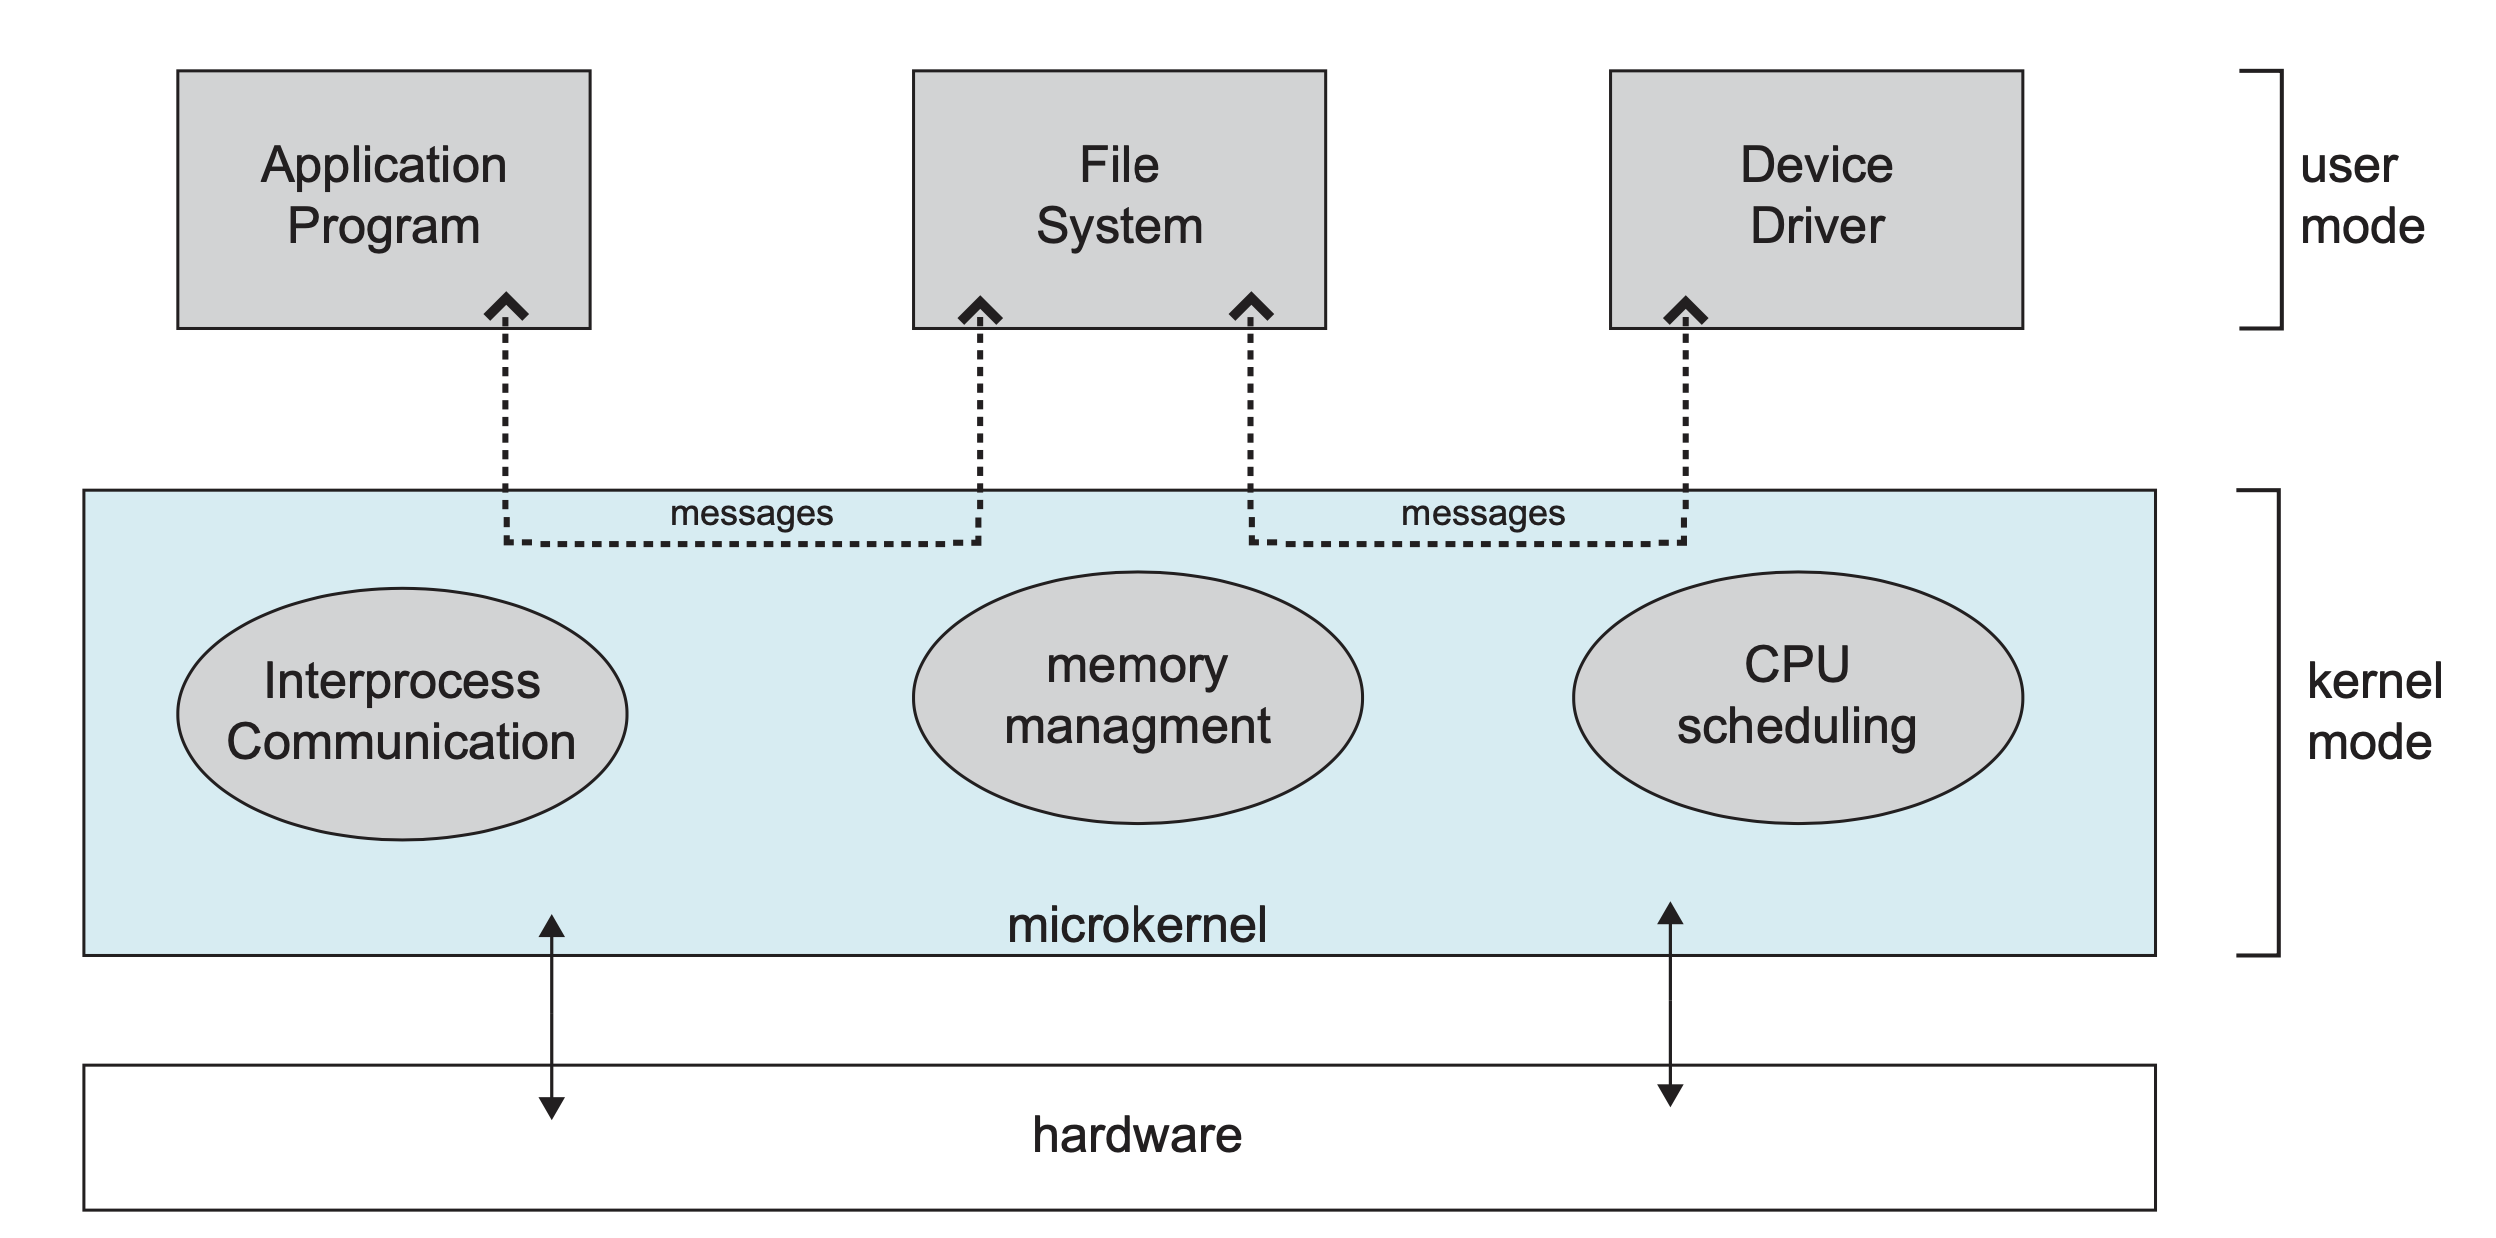 Application
Program
File
System
Device
Driver
user
mode
messages
messages
Interprocess
Communication
memory
managment
CPU
scheduling
kernel
mode
microkernel
hardware